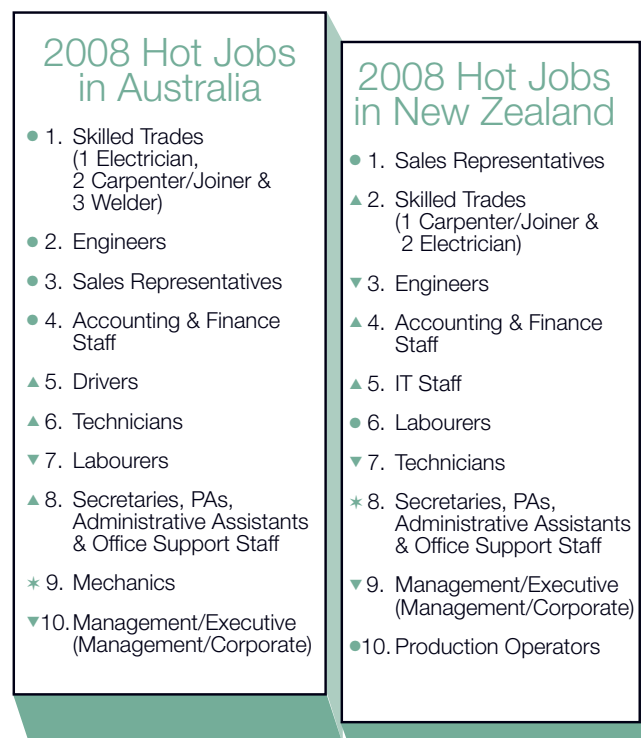 2008 Hot Jobs
in Australia
● 1. Skilled Trades
(1 Electrician,
2 Carpenter/Joiner &
3 Welder)
● 2. Engineers
● 3. Sales Representatives
● 4. Accounting & Finance
Staff
▲ 5. Drivers
▲ 6. Technicians
▼ 7. Labourers
▲ 8. Secretaries, PAs,
Administrative Assistants
& Office Support Staff
✶ 9. Mechanics
▼ 10. Management/Executive
(Management/Corporate)
2008 Hot Jobs
in New Zealand
● 1. Sales Representatives
▲ 2. Skilled Trades
(1 Carpenter/Joiner &
2 Electrician)
▼ 3. Engineers
▲ 4. Accounting & Finance
Staff
▲ 5. IT Staff
● 6. Labourers
▼ 7. Technicians
✶ 8. Secretaries, PAs,
Administrative Assistants
& Office Support Staff
▼ 9. Management/Executive
(Management/Corporate)
● 10. Production Operators